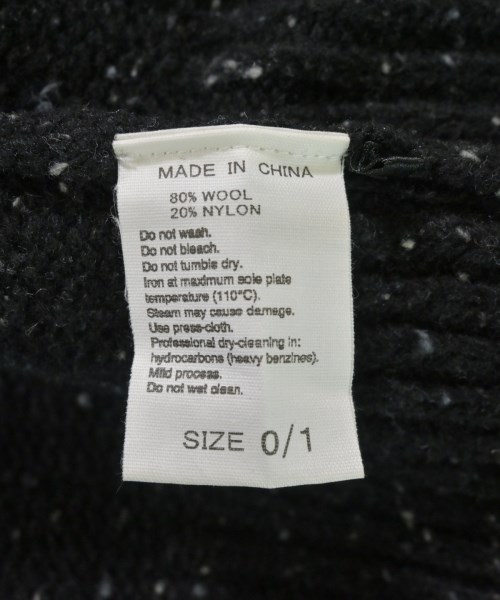 MADE IN CHINA
80% WOOL
20% NYLON
Do not wash.
Do not bleach.
Do not tumble dry.
Iron at maximum sole plate
temperature (110°C).
Steam may cause damage.
Use press-cloth.
Professional dry-cleaning in:
hydrocarbons (heavy benzines).
Mild process.
Do not wet clean.
SIZE 0/1